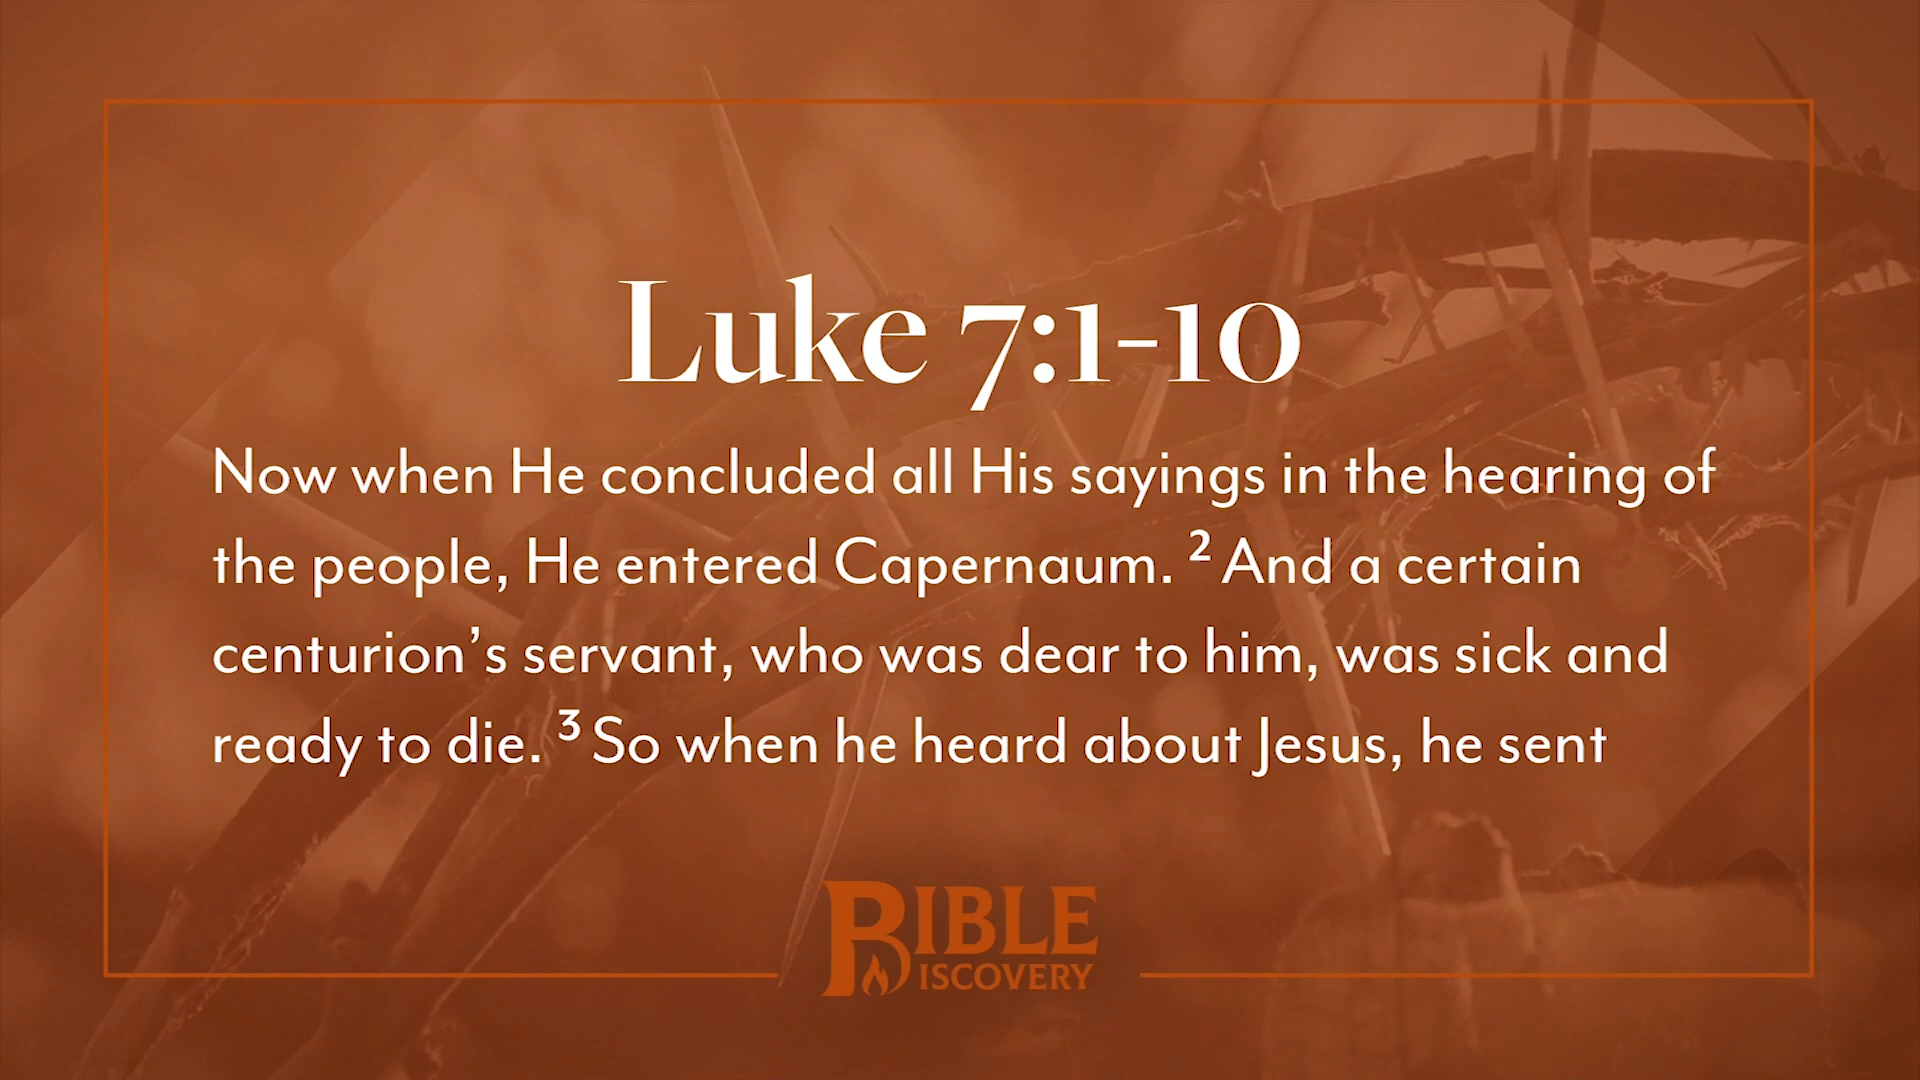 Luke 7:1-10
Now when He concluded all His sayings in the hearing of
the people, He entered Capernaum. ² And a certain
centurion’s servant, who was dear to him, was sick and
ready to die. ³ So when he heard about Jesus, he sent
BIBLE
DISCOVERY